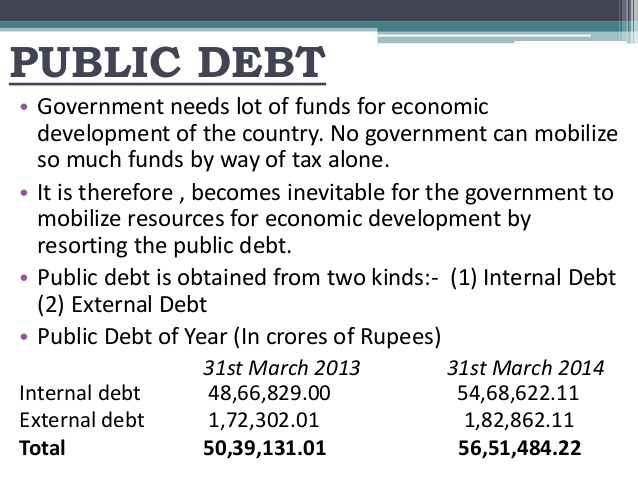 PUBLIC DEBT
• Government needs lot of funds for economic
development of the country. No government can mobilize
so much funds by way of tax alone.
• It is therefore , becomes inevitable for the government to
mobilize resources for economic development by
resorting the public debt.
• Public debt is obtained from two kinds:- (1) Internal Debt
(2) External Debt
• Public Debt of Year (In crores of Rupees)
31st March 2013 31st March 2014
Internal debt 48,66,829.00 54,68,622.11
External debt 1,72,302.01 1,82,862.11
Total 50,39,131.01 56,51,484.22